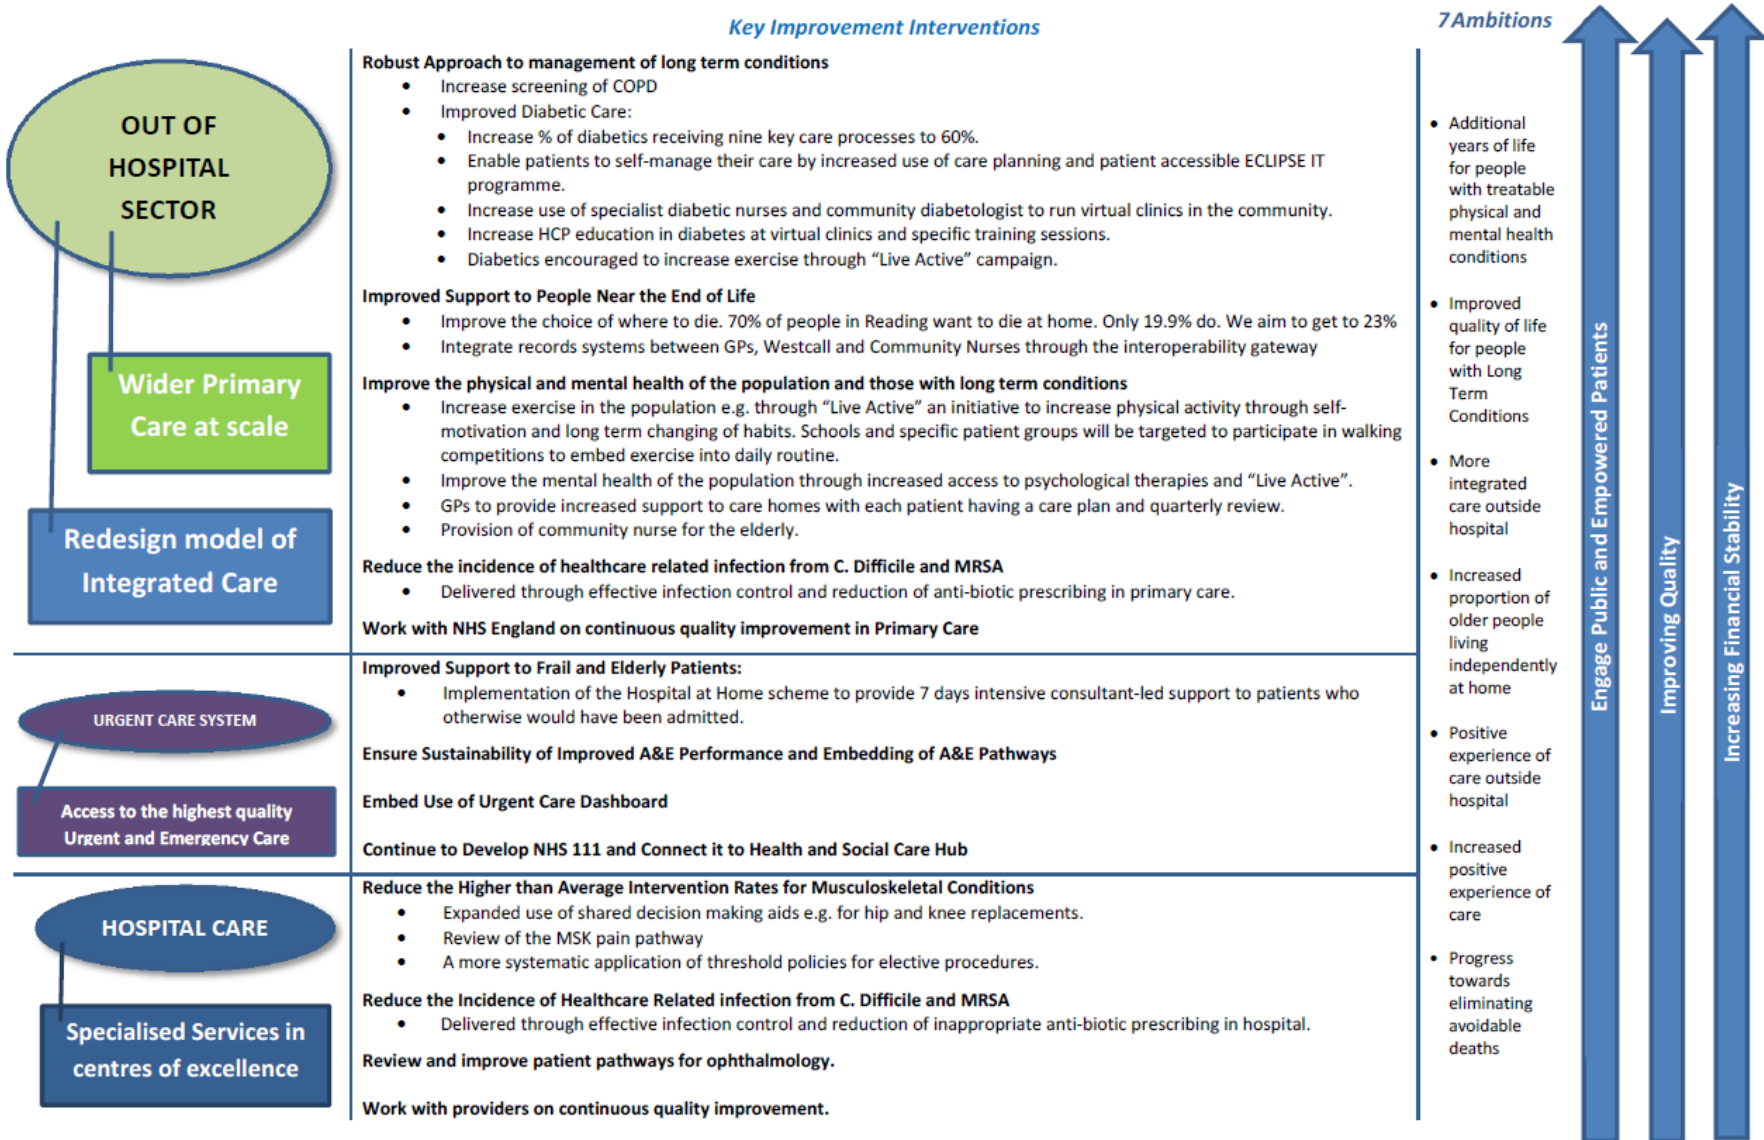 Key Improvement Interventions
7 Ambitions
OUT OF
HOSPITAL
SECTOR
Wider Primary
Care at scale
Redesign model of
Integrated Care
Robust Approach to management of long term conditions
• Increase screening of COPD
• Improved Diabetic Care:
• Increase % of diabetics receiving nine key care processes to 60%.
• Enable patients to self-manage their care by increased use of care planning and patient accessible ECLIPSE IT
programme.
• Increase use of specialist diabetic nurses and community diabetologist to run virtual clinics in the community.
• Increase HCP education in diabetes at virtual clinics and specific training sessions.
• Diabetics encouraged to increase exercise through “Live Active” campaign.
Improved Support to People Near the End of Life
• Improve the choice of where to die. 70% of people in Reading want to die at home. Only 19.9% do. We aim to get to 23%
• Integrate records systems between GPs, Westcall and Community Nurses through the interoperability gateway
Improve the physical and mental health of the population and those with long term conditions
• Increase exercise in the population e.g. through “Live Active” an initiative to increase physical activity through self-
motivation and long term changing of habits. Schools and specific patient groups will be targeted to participate in walking
competitions to embed exercise into daily routine.
• Improve the mental health of the population through increased access to psychological therapies and “Live Active”.
• GPs to provide increased support to care homes with each patient having a care plan and quarterly review.
• Provision of community nurse for the elderly.
Reduce the incidence of healthcare related infection from C. Difficile and MRSA
• Delivered through effective infection control and reduction of anti-biotic prescribing in primary care.
Work with NHS England on continuous quality improvement in Primary Care
URGENT CARE SYSTEM
Access to the highest quality
Urgent and Emergency Care
Improved Support to Frail and Elderly Patients:
• Implementation of the Hospital at Home scheme to provide 7 days intensive consultant-led support to patients who
otherwise would have been admitted.
Ensure Sustainability of Improved A&E Performance and Embedding of A&E Pathways
Embed Use of Urgent Care Dashboard
Continue to Develop NHS 111 and Connect it to Health and Social Care Hub
HOSPITAL CARE
Specialised Services in
centres of excellence
Reduce the Higher than Average Intervention Rates for Musculoskeletal Conditions
• Expanded use of shared decision making aids e.g. for hip and knee replacements.
• Review of the MSK pain pathway
• A more systematic application of threshold policies for elective procedures.
Reduce the Incidence of Healthcare Related infection from C. Difficile and MRSA
• Delivered through effective infection control and reduction of inappropriate anti-biotic prescribing in hospital.
Review and improve patient pathways for ophthalmology.
Work with providers on continuous quality improvement.
• Additional
years of life
for people
with treatable
physical and
mental health
conditions
• Improved
quality of life
for people
with Long
Term
Conditions
• More
integrated
care outside
hospital
• Increased
proportion of
older people
living
independently
at home
• Positive
experience of
care outside
hospital
• Increased
positive
experience of
care
• Progress
towards
eliminating
avoidable
deaths
Engage Public and Empowered Patients
Improving Quality
Increasing Financial Stability